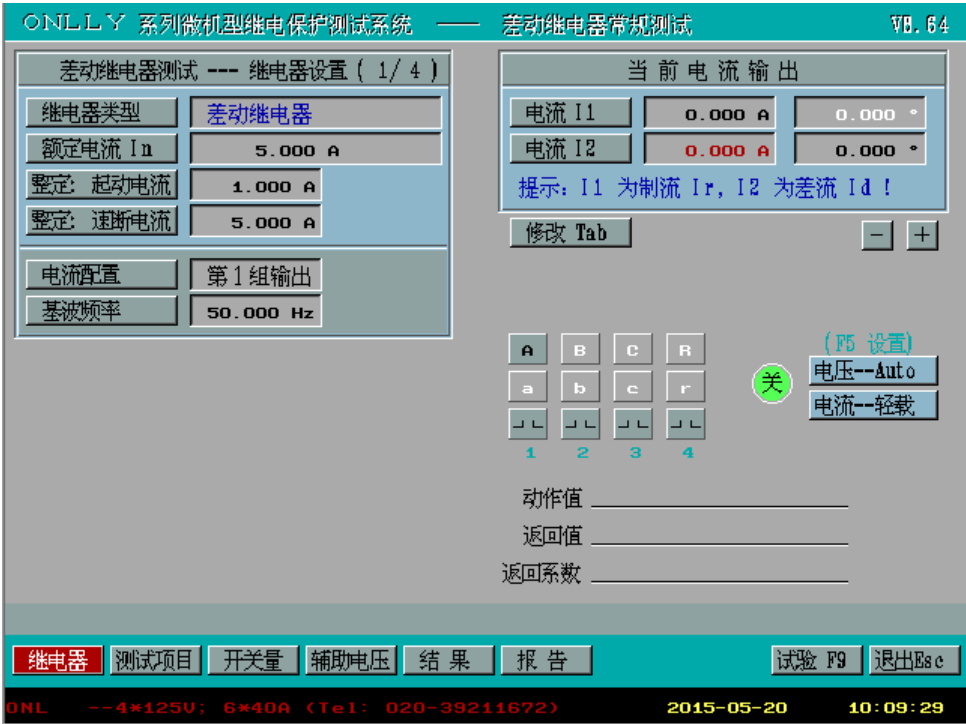 ONLLY 系列微机型继电保护测试系统 —— 差动继电器常规测试 V8.64
差动继电器测试 --- 继电器设置 ( 1/ 4 )
继电器类型 差动继电器
额定电流 In 5.000 A
整定: 起动电流 1.000 A
整定: 速断电流 5.000 A
电流配置 第1组输出
基波频率 50.000 Hz
当前电流输出
电流 I1 0.000 A 0.000 °
电流 I2 0.000 A 0.000 °
提示: I1 为制流 Ir, I2 为差流 Id !
修改 Tab - +
A B C R
a b c r
1 2 3 4
关
(F5 设置)
电压--Auto
电流--轻载
动作值
返回值
返回系数
继电器 测试项目 开关量 辅助电压 结 果 报 告 试验 F9 退出Esc
ONL --4*125V; 6*40A (Tel: 020-39211672) 2015-05-20 10:09:29